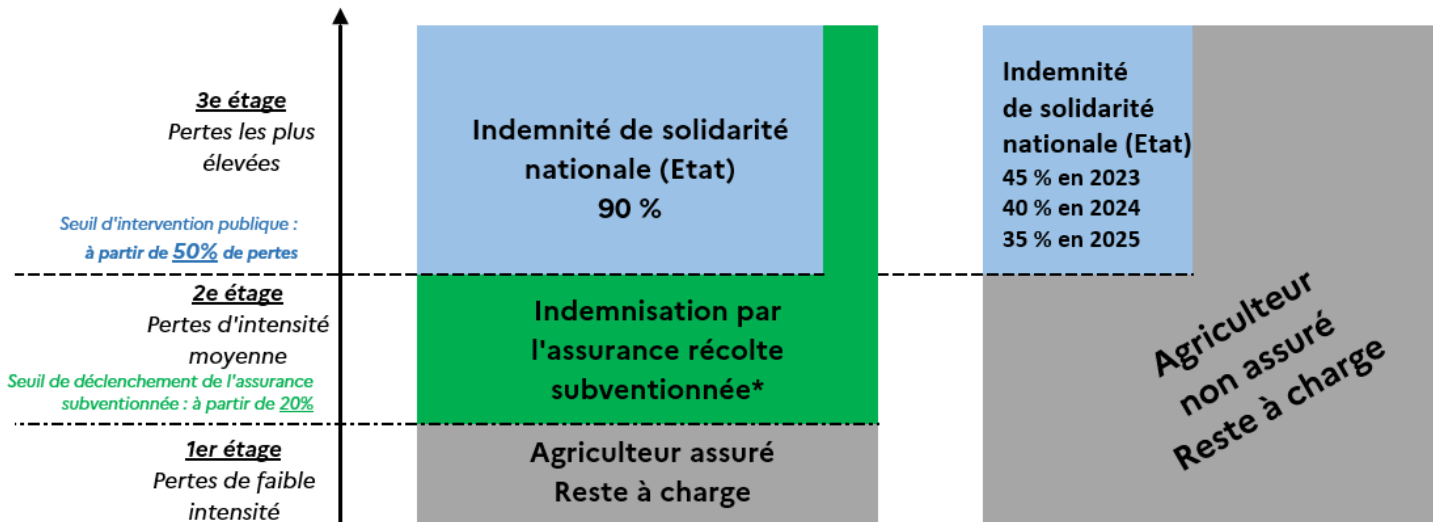 3e étage
Pertes les plus
élevées
Seuil d'intervention publique :
à partir de 50% de pertes
2e étage
Pertes d'intensité
moyenne
Seuil de déclenchement de l'assurance
subventionnée : à partir de 20%
1er étage
Pertes de faible
intensité
Indemnité de solidarité
nationale (Etat)
90 %
Indemnisation par
l'assurance récolte
subventionnée*
Agriculteur assuré
Reste à charge
Indemnité
de solidarité
nationale (Etat)
45 % en 2023
40 % en 2024
35 % en 2025
Agriculteur
non assuré
Reste à charge